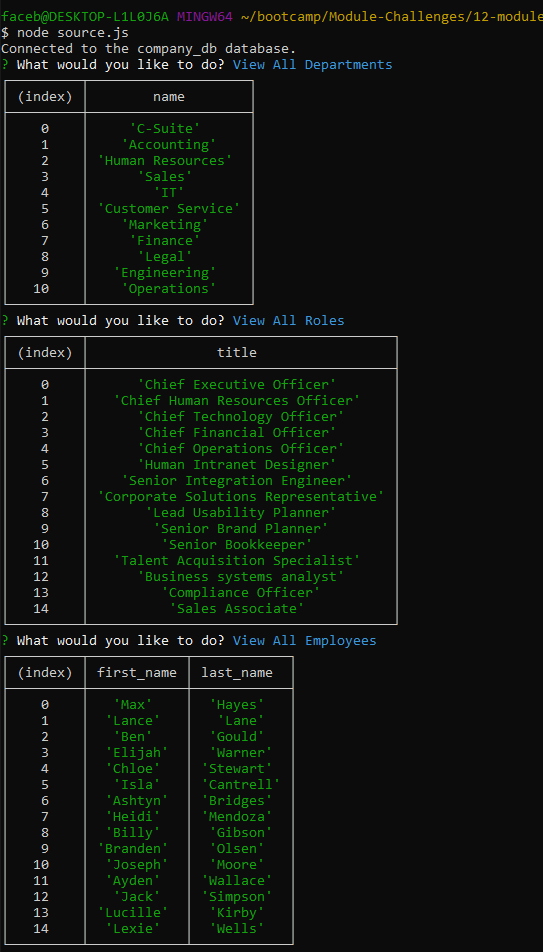 faceb@DESKTOP-L1L0J6A MINGW64 ~/bootcamp/Module-Challenges/12-module
$ node source.js
Connected to the company_db database.
? What would you like to do? View All Departments
(index) name
0 'C-Suite'
1 'Accounting'
2 'Human Resources'
3 'Sales'
4 'IT'
5 'Customer Service'
6 'Marketing'
7 'Finance'
8 'Legal'
9 'Engineering'
10 'Operations'
? What would you like to do? View All Roles
(index) title
0 'Chief Executive Officer'
1 'Chief Human Resources Officer'
2 'Chief Technology Officer'
3 'Chief Financial Officer'
4 'Chief Operations Officer'
5 'Human Intranet Designer'
6 'Senior Integration Engineer'
7 'Corporate Solutions Representative'
8 'Lead Usability Planner'
9 'Senior Brand Planner'
10 'Senior Bookkeeper'
11 'Talent Acquisition Specialist'
12 'Business systems analyst'
13 'Compliance Officer'
14 'Sales Associate'
? What would you like to do? View All Employees
(index) first_name last_name
0 'Max' 'Hayes'
1 'Lance' 'Lane'
2 'Ben' 'Gould'
3 'Elijah' 'Warner'
4 'Chloe' 'Stewart'
5 'Isla' 'Cantrell'
6 'Ashtyn' 'Bridges'
7 'Heidi' 'Mendoza'
8 'Billy' 'Gibson'
9 'Branden' 'Olsen'
10 'Joseph' 'Moore'
11 'Ayden' 'Wallace'
12 'Jack' 'Simpson'
13 'Lucille' 'Kirby'
14 'Lexie' 'Wells'